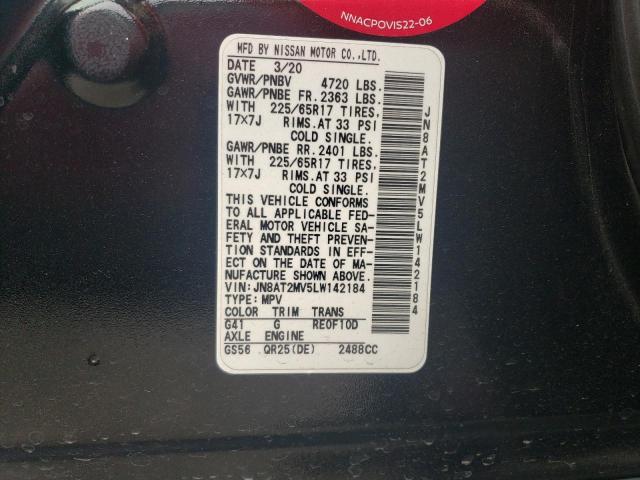 NNACPOVIS22-06
MFD BY NISSAN MOTOR CO.,LTD.
DATE 3/20
GVWR/PNBV 4720 LBS.
GAWR/PNBE FR.2363 LBS.
WITH 225/65R17 TIRES,
17×7J RIMS.AT 33 PSI
COLD SINGLE.
GAWR/PNBE RR.2401 LBS.
WITH 225/65R17 TIRES,
17×7J RIMS.AT 33 PSI
COLD SINGLE.
THIS VEHICLE CONFORMS
TO ALL APPLICABLE FED-
ERAL MOTOR VEHICLE SA-
FETY AND THEFT PREVEN-
TION STANDARDS IN EFF-
ECT ON THE DATE OF MA-
NUFACTURE SHOWN ABOVE.
VIN:JN8AT2MV5LW142184
TYPE:MPV
COLOR TRIM TRANS
G41 G RE0F10D
AXLE ENGINE
GS56 QR25(DE) 2488CC
JN8AT2MV5LW142184